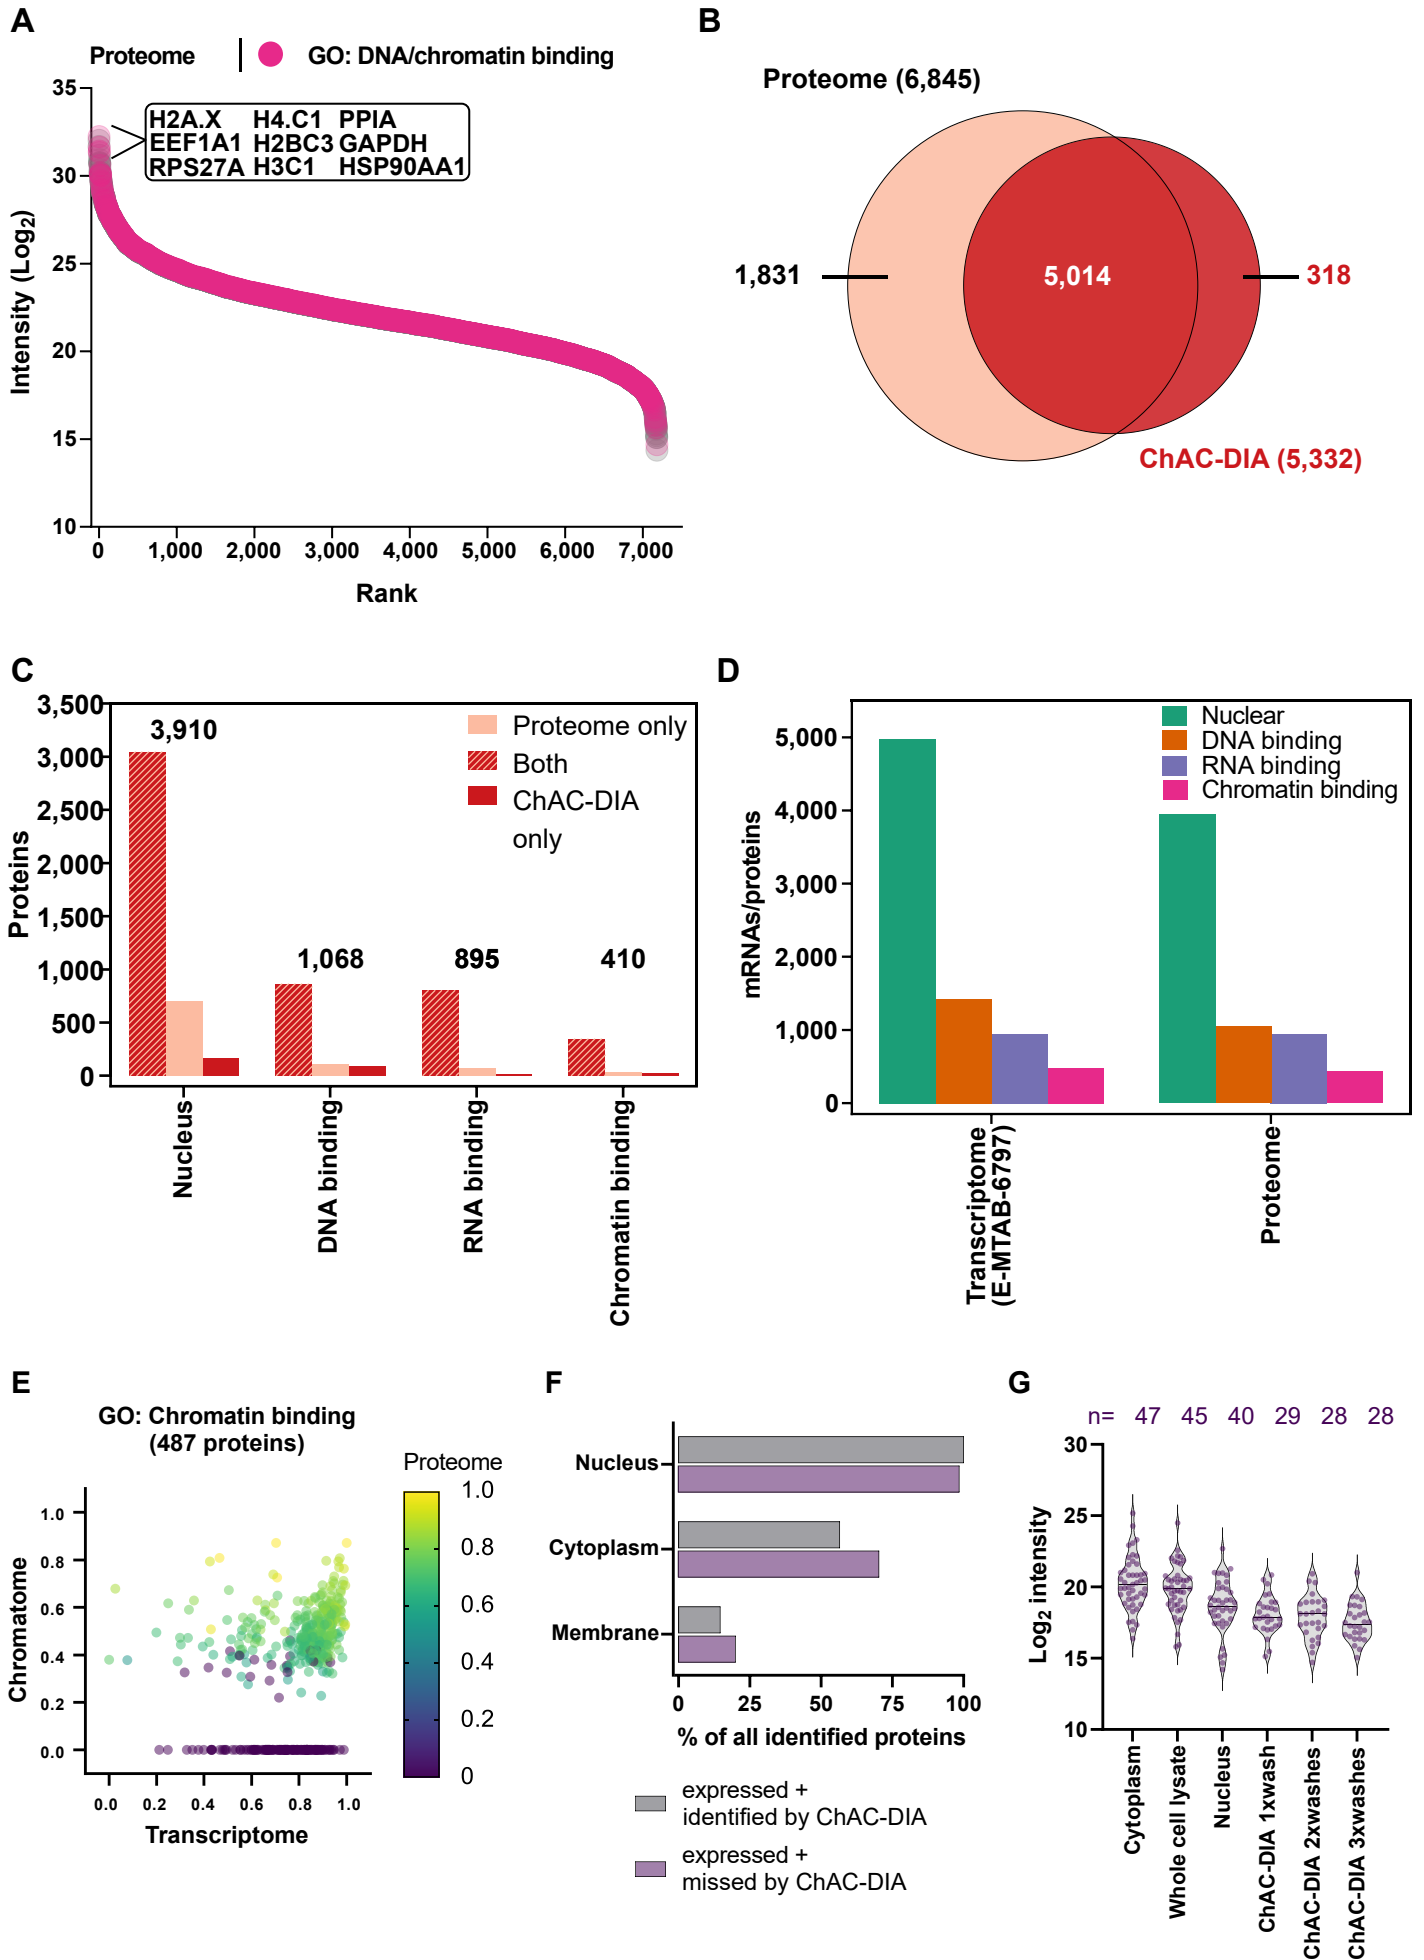 A
Proteome
GO: DNA/chromatin binding
35
30
25
20
15
10
Intensity (Log2)
H2A.X H4.C1 PPIA
EEF1A1 H2BC3 GAPDH
RPS27A H3C1 HSP90AA1
0 1,000 2,000 3,000 4,000 5,000 6,000 7,000
Rank
B
Proteome (6,845)
1,831
5,014
318
ChAC-DIA (5,332)
C
3,500
3,000
2,500
2,000
1,500
1,000
500
0
Proteins
3,910
1,068
895
410
Proteome only
Both
ChAC-DIA
only
Nucleus
DNA binding
RNA binding
Chromatin binding
D
5,000
4,000
3,000
2,000
1,000
0
mRNAs/proteins
Nuclear
DNA binding
RNA binding
Chromatin binding
Transcriptome
(E-MTAB-6797)
Proteome
E
GO: Chromatin binding
(487 proteins)
1.0
0.8
0.6
0.4
0.2
0.0
Chromatome
0.0 0.2 0.4 0.6 0.8 1.0
Transcriptome
Proteome
1.0
0.8
0.6
0.4
0.2
0
F
Nucleus
Cytoplasm
Membrane
0 25 50 75 100
% of all identified proteins
expressed +
identified by ChAC-DIA
expressed +
missed by ChAC-DIA
G
n= 47 45 40 29 28 28
30
25
20
15
10
Log2 intensity
Cytoplasm
Whole cell lysate
Nucleus
ChAC-DIA 1xwash
ChAC-DIA 2xwashes
ChAC-DIA 3xwashes